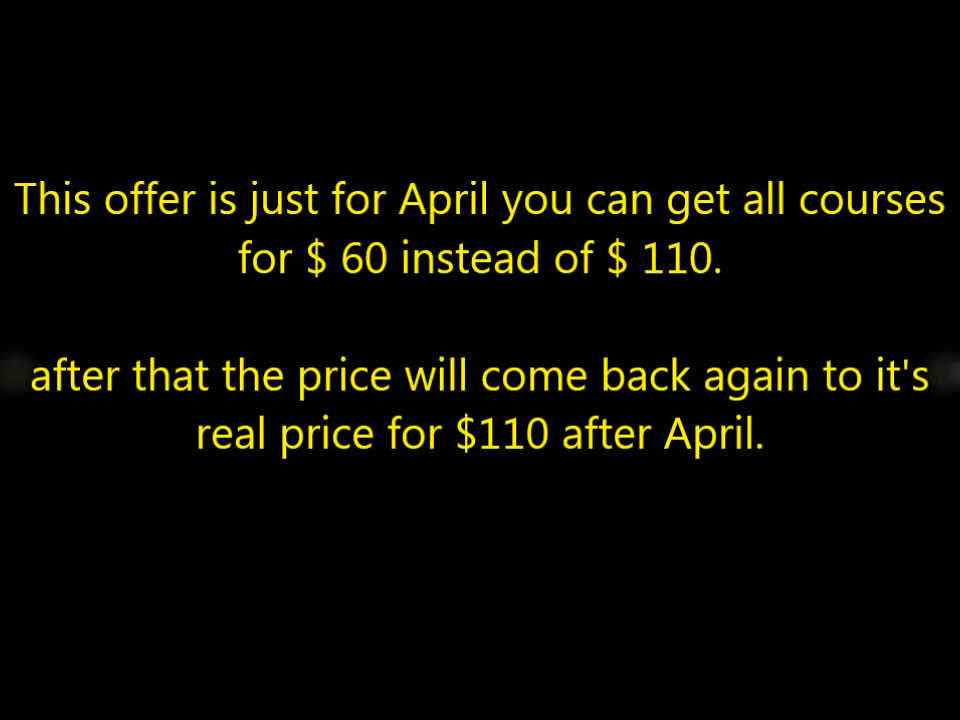 This offer is just for April you can get all courses
for $ 60 instead of $ 110.
after that the price will come back again to it's
real price for $110 after April.